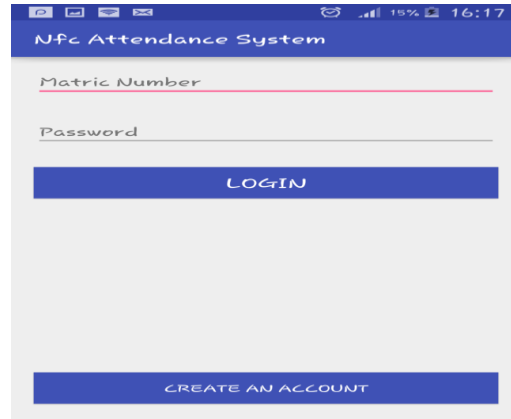 15% 16:17
Nfc Attendance System
Matric Number
Password
LOGIN
CREATE AN ACCOUNT